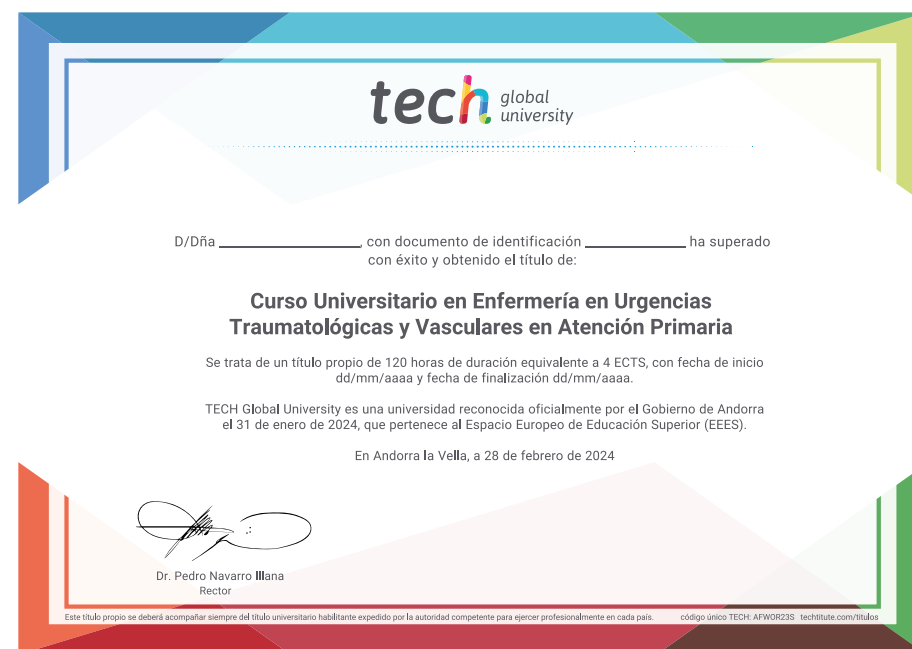 tech global university
D/Dña ____________________, con documento de identificación ______________ ha superado
con éxito y obtenido el título de:
Curso Universitario en Enfermería en Urgencias
Traumatológicas y Vasculares en Atención Primaria
Se trata de un título propio de 120 horas de duración equivalente a 4 ECTS, con fecha de inicio
dd/mm/aaaa y fecha de finalización dd/mm/aaaa.
TECH Global University es una universidad reconocida oficialmente por el Gobierno de Andorra
el 31 de enero de 2024, que pertenece al Espacio Europeo de Educación Superior (EEES).
En Andorra la Vella, a 28 de febrero de 2024
Dr. Pedro Navarro Illana
Rector
Este título propio se deberá acompañar siempre del título universitario habilitante expedido por la autoridad competente para ejercer profesionalmente en cada país. código único TECH: AFWOR23S techtitute.com/titulos